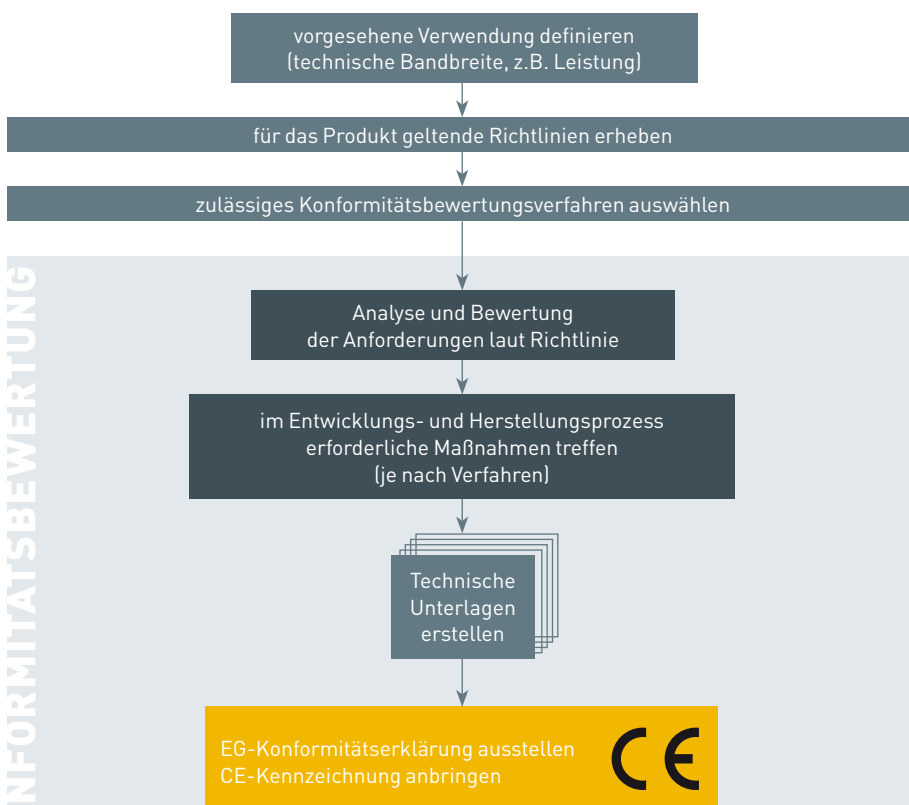 vorgesehene Verwendung definieren
(technische Bandbreite, z.B. Leistung)
für das Produkt geltende Richtlinien erheben
zulässiges Konformitätsbewertungsverfahren auswählen
NFORMITÄTSBEWERTUNG
Analyse und Bewertung
der Anforderungen laut Richtlinie
im Entwicklungs- und Herstellungsprozess
erforderliche Maßnahmen treffen
(je nach Verfahren)
Technische
Unterlagen
erstellen
EG-Konformitätserklärung ausstellen
CE-Kennzeichnung anbringen
CE